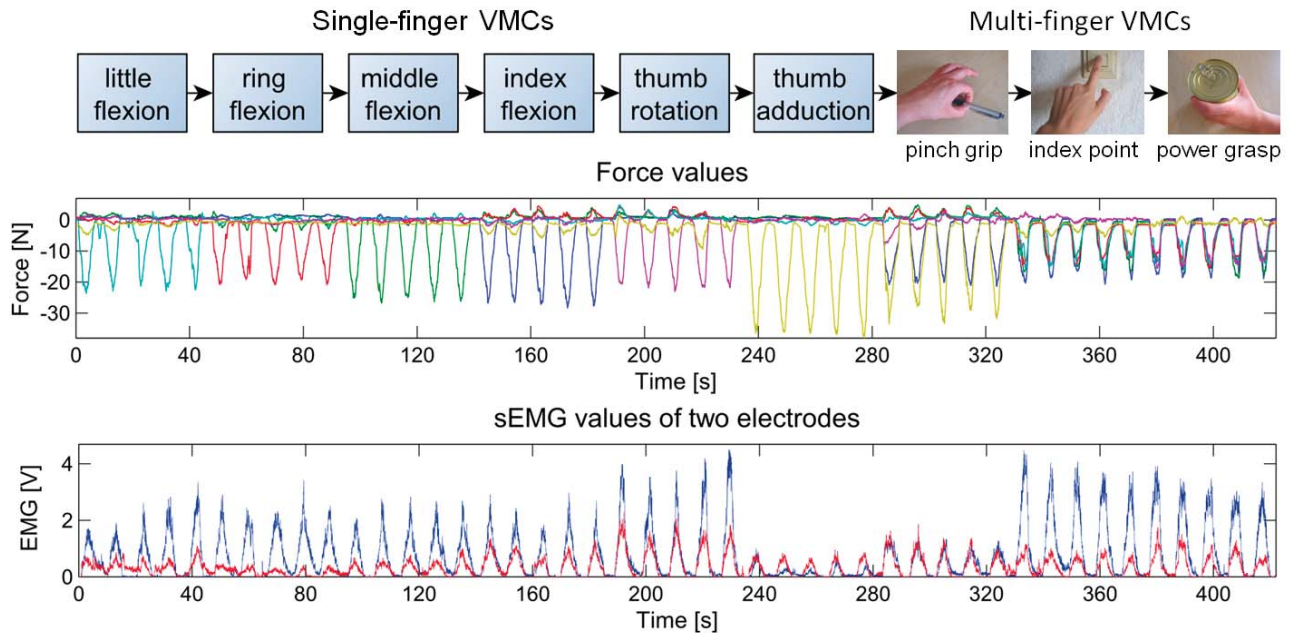 Single-finger VMCs
Multi-finger VMCs
little
flexion
ring
flexion
middle
flexion
index
flexion
thumb
rotation
thumb
adduction
pinch grip
index point
power grasp
Force values
Force [N]
0
-10
-20
-30
0 40 80 120 160 200 240 280 320 360 400
Time [s]
sEMG values of two electrodes
EMG [V]
4
2
0
0 40 80 120 160 200 240 280 320 360 400
Time [s]